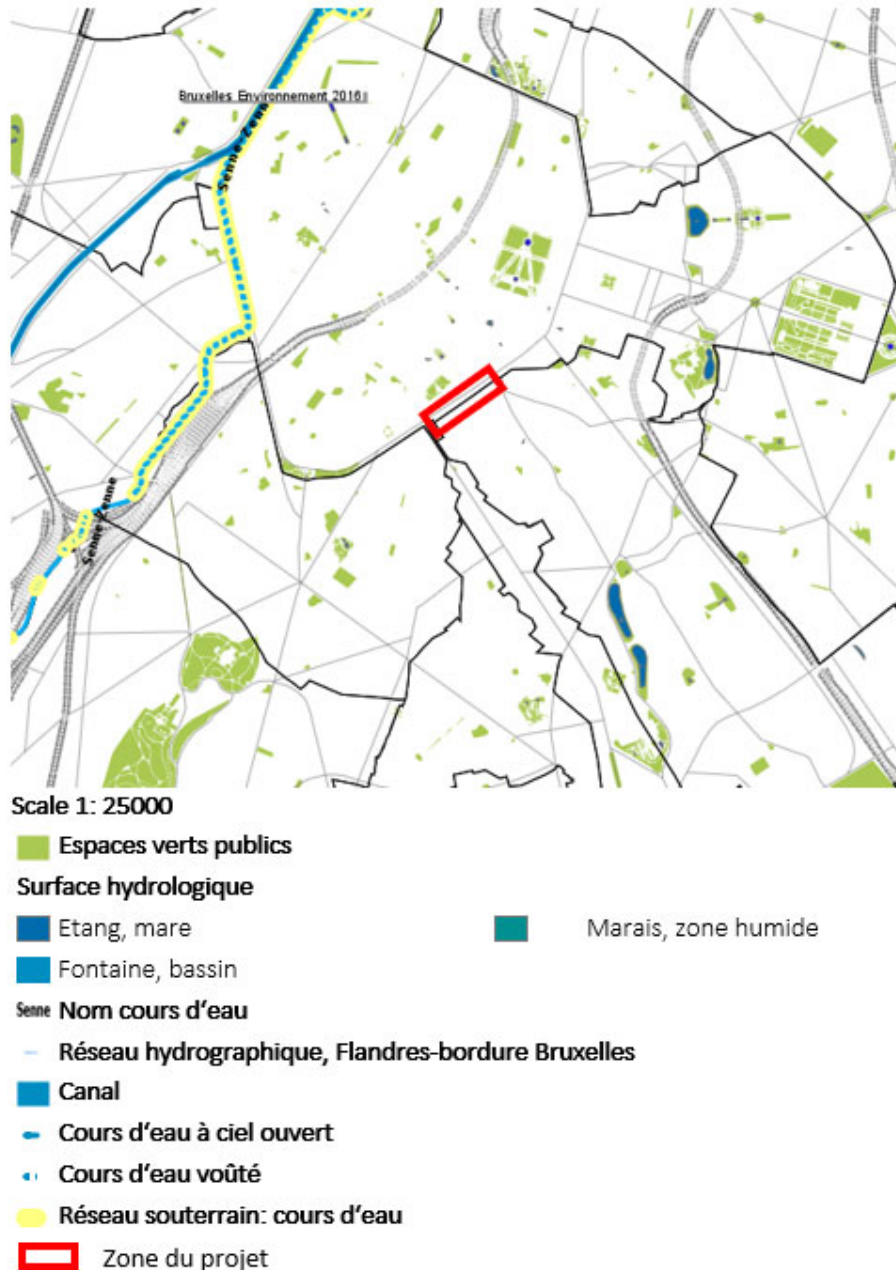 Bruxelles Environnement 2016
Senne-Zenne
Senne-Zenne
Scale 1: 25000
Espaces verts publics
Surface hydrologique
Etang, mare
Marais, zone humide
Fontaine, bassin
Senne Nom cours d'eau
Réseau hydrographique, Flandres-bordure Bruxelles
Canal
Cours d'eau à ciel ouvert
Cours d'eau voûté
Réseau souterrain: cours d'eau
Zone du projet